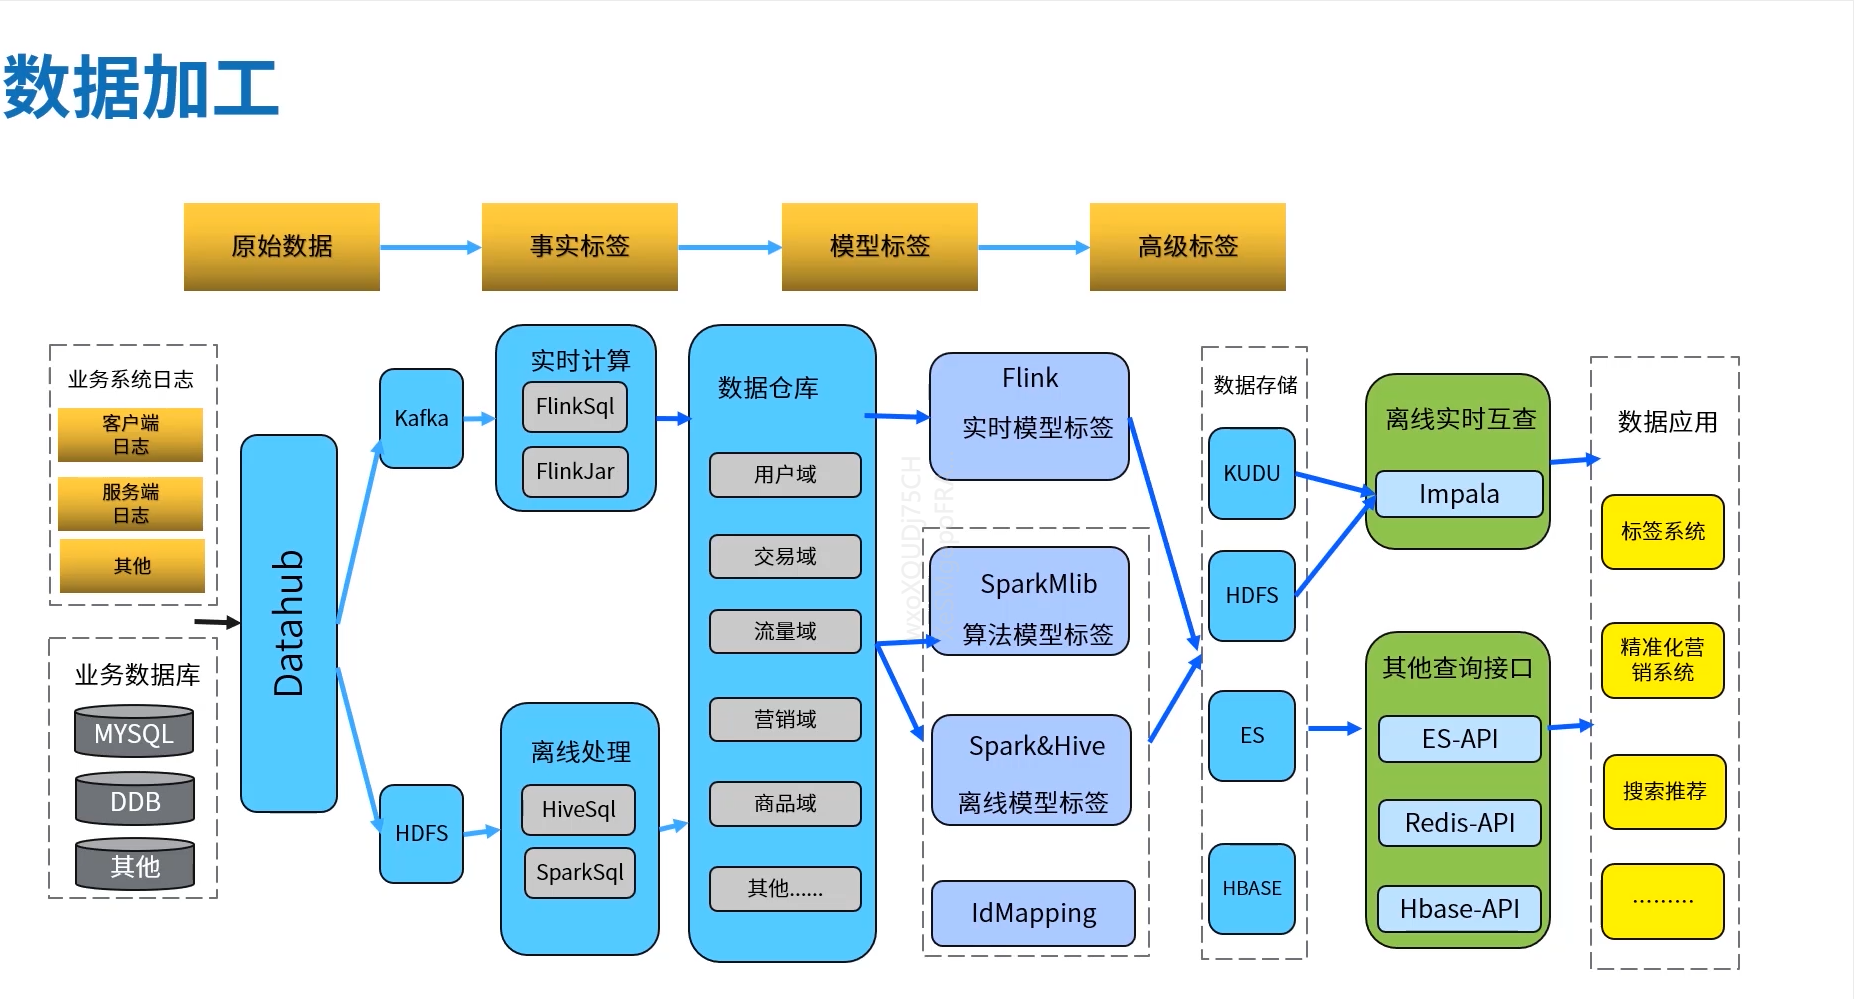 数据加工
原始数据
事实标签
模型标签
高级标签
业务系统日志
客户端
日志
服务端
日志
其他
业务数据库
MYSQL
DDB
其他
Datahub
Kafka
HDFS
实时计算
FlinkSql
FlinkJar
离线处理
HiveSql
SparkSql
数据仓库
用户域
交易域
流量域
营销域
商品域
其他......
Flink
实时模型标签
SparkMlib
算法模型标签
Spark&Hive
离线模型标签
IdMapping
数据存储
KUDU
HDFS
ES
HBASE
离线实时互查
Impala
其他查询接口
ES-API
Redis-API
Hbase-API
数据应用
标签系统
精准化营
销系统
搜索推荐
.........